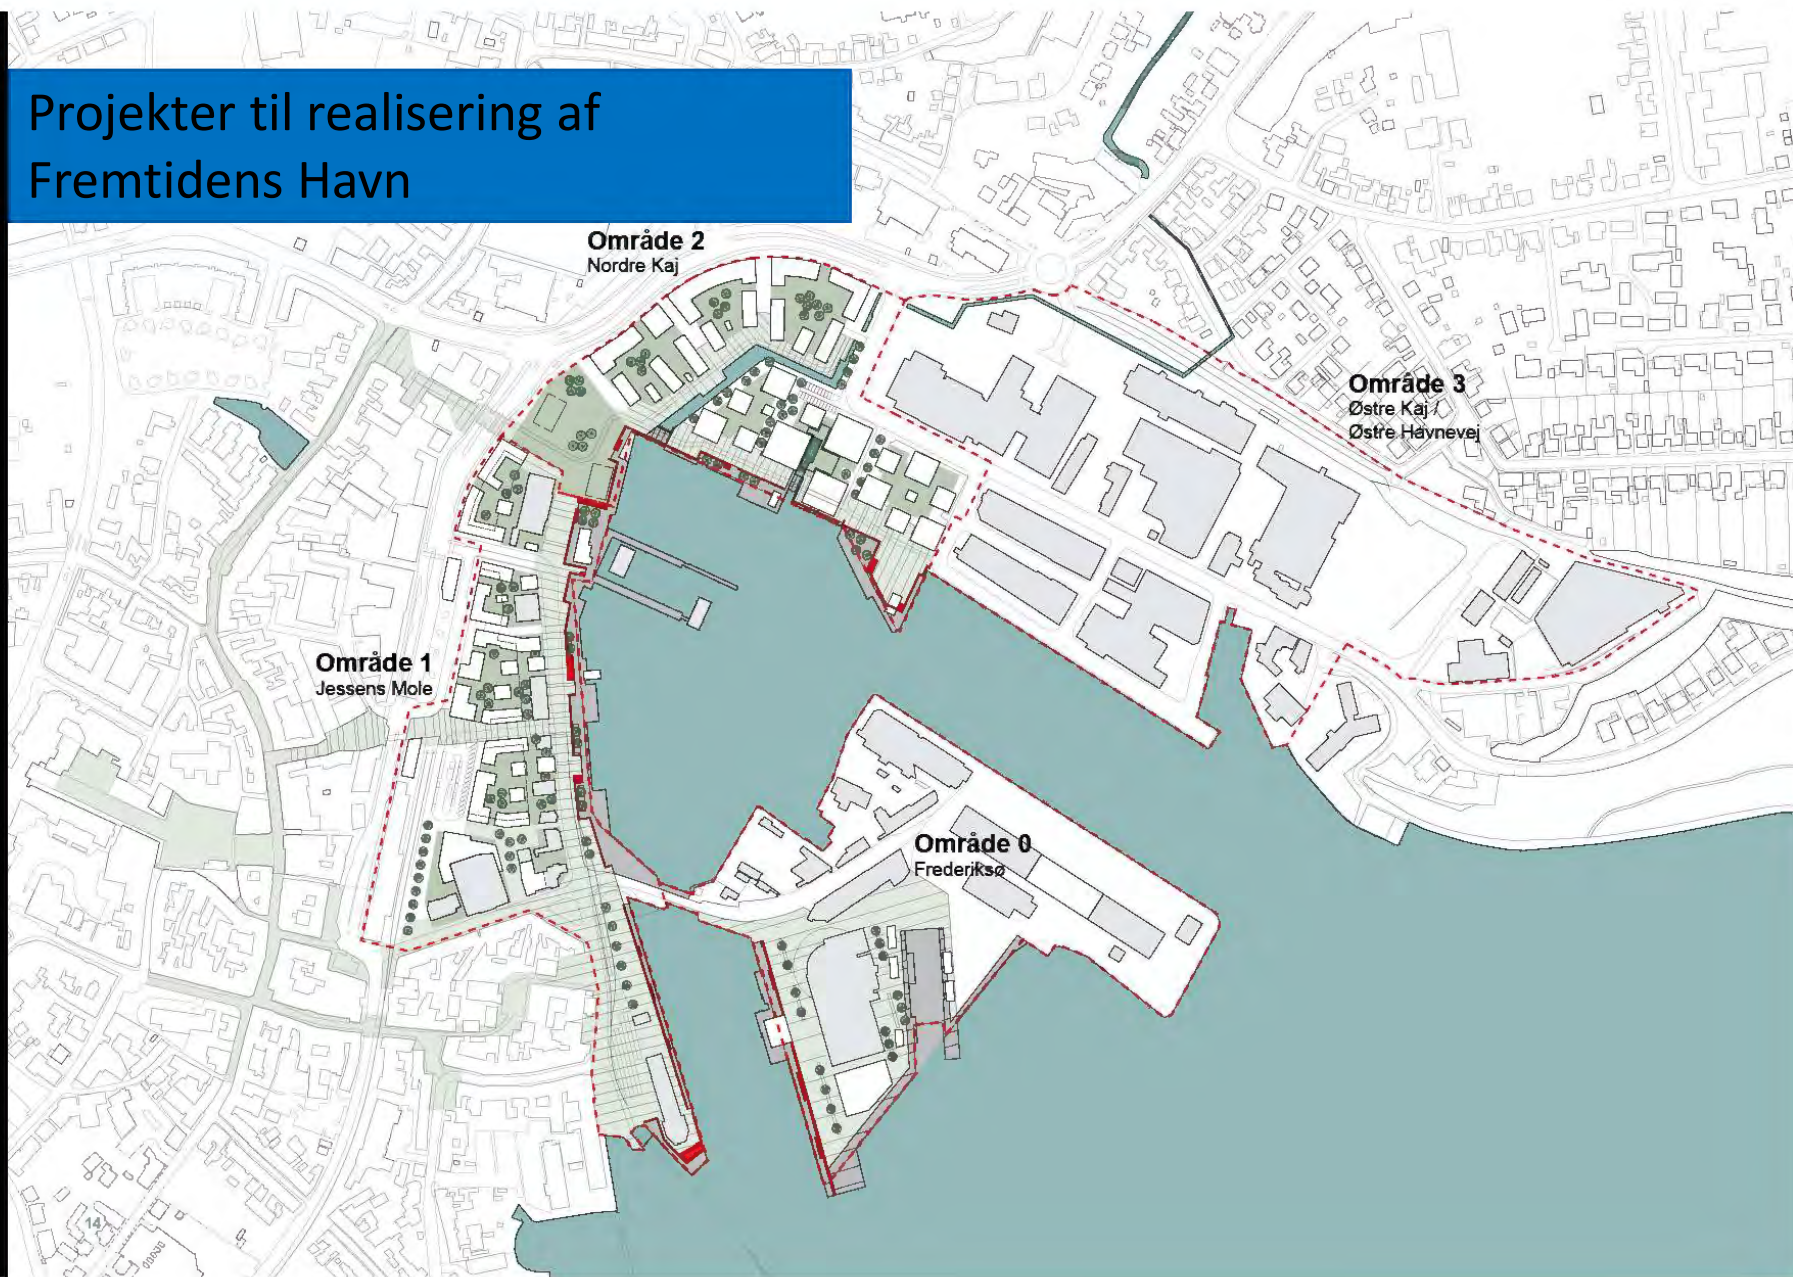 Projekter til realisering af
Fremtidens Havn
Område 2
Nordre Kaj
Område 3
Østre Kaj /
Østre Havnevej
Område 1
Jessens Mole
Område 0
Frederiksø
14